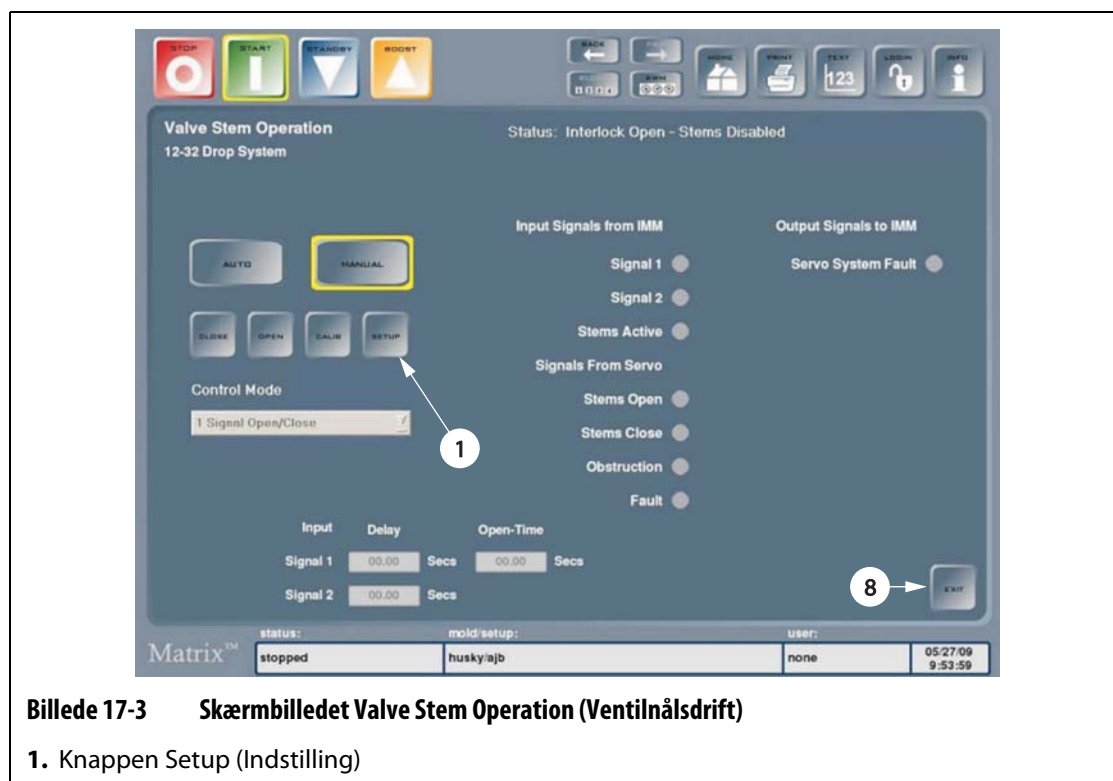 STOP START STANDBY BOOST BACK HOME PRINT TEXT LOGIN INFO
KWH 123
Valve Stem Operation
Status: Interlock Open - Stems Disabled
12-32 Drop System
Input Signals from IMM
Output Signals to IMM
AUTO MANUAL
Signal 1
Servo System Fault
Signal 2
CLOSE OPEN CALIB SETUP
Stems Active
Signals From Servo
Control Mode
Stems Open
1 Signal Open/Close
Stems Close
1
Obstruction
Fault
Input Delay Open-Time
Signal 1 00.00 Secs 00.00 Secs
8 EXIT
Signal 2 00.00 Secs
status: mold/setup: user:
Matrix™ stopped husky/ajb none 05/27/09
9:53:59
Billede 17-3 Skærmbilledet Valve Stem Operation (Ventilnålsdrift)
1. Knappen Setup (Indstilling)